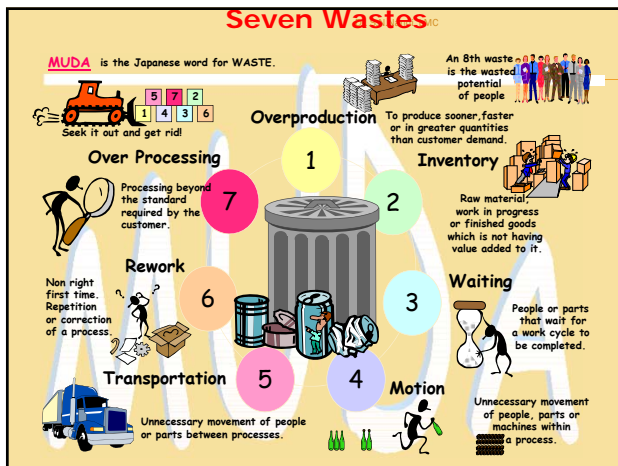 Seven Wastes
MUDA is the Japanese word for WASTE.
5 7 2
1 4 3 6
Seek it out and get rid!
An 8th waste
is the wasted
potential
of people
Overproduction
To produce sooner,faster
or in greater quantities
than customer demand.
1
Inventory
Raw material,
work in progress
or finished goods
which is not having
value added to it.
2
Waiting
People or parts
that wait for
a work cycle to
be completed.
3
Motion
Unnecessary movement
of people, parts or
machines within
a process.
4
Transportation
Unnecessary movement of people
or parts between processes.
5
Rework
Non right
first time.
Repetition
or correction
of a process.
6
Over Processing
Processing beyond
the standard
required by the
customer.
7
MUDA